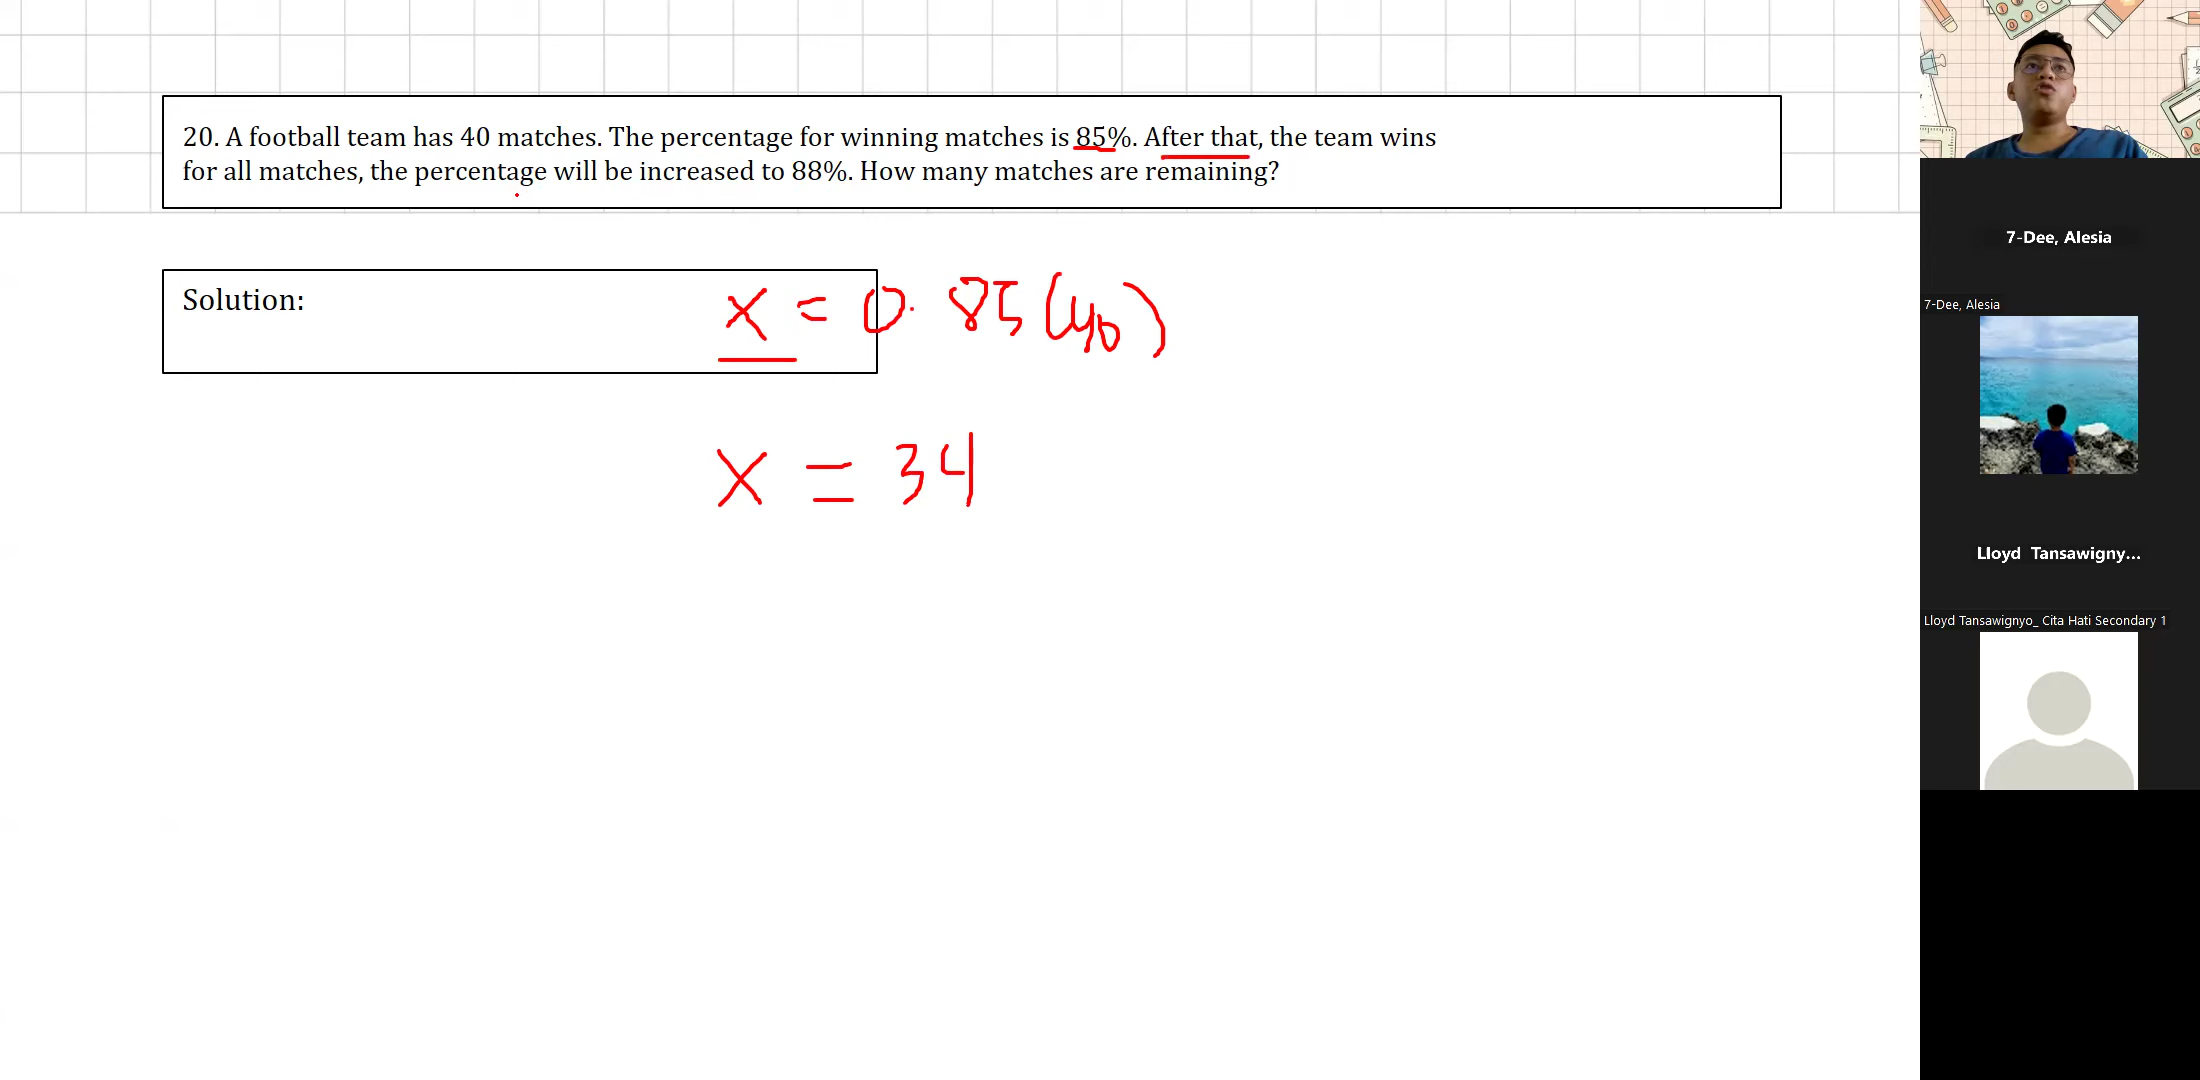 20. A football team has 40 matches. The percentage for winning matches is 85%. After that, the team wins
for all matches, the percentage will be increased to 88%. How many matches are remaining?
Solution:
x = 0.85(40)
x = 34
7-Dee, Alesia
7-Dee, Alesia
Lloyd Tansawigny...
Lloyd Tansawignyo_ Cita Hati Secondary 1